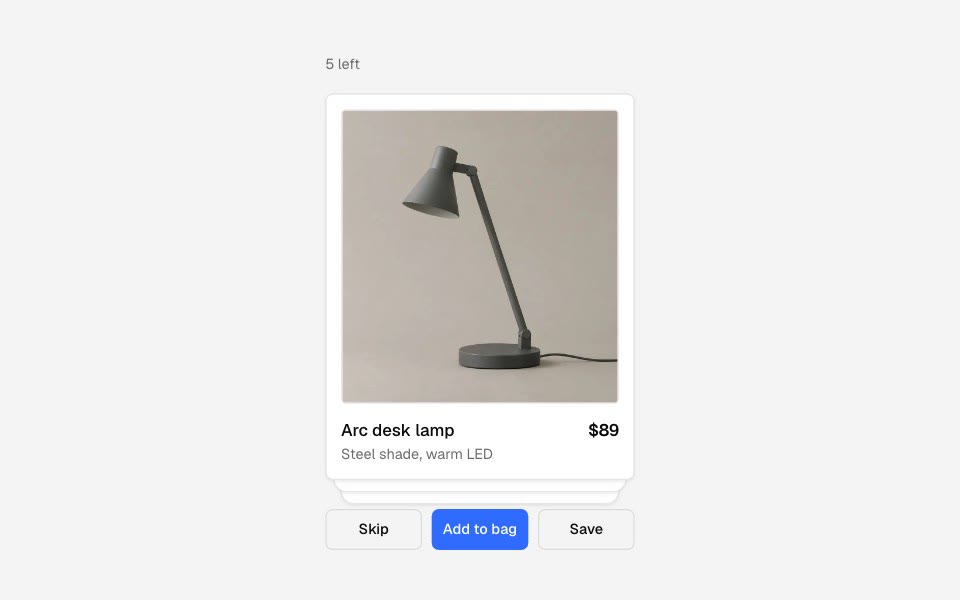 5 left
Arc desk lamp
$89
Steel shade, warm LED
Skip
Add to bag
Save